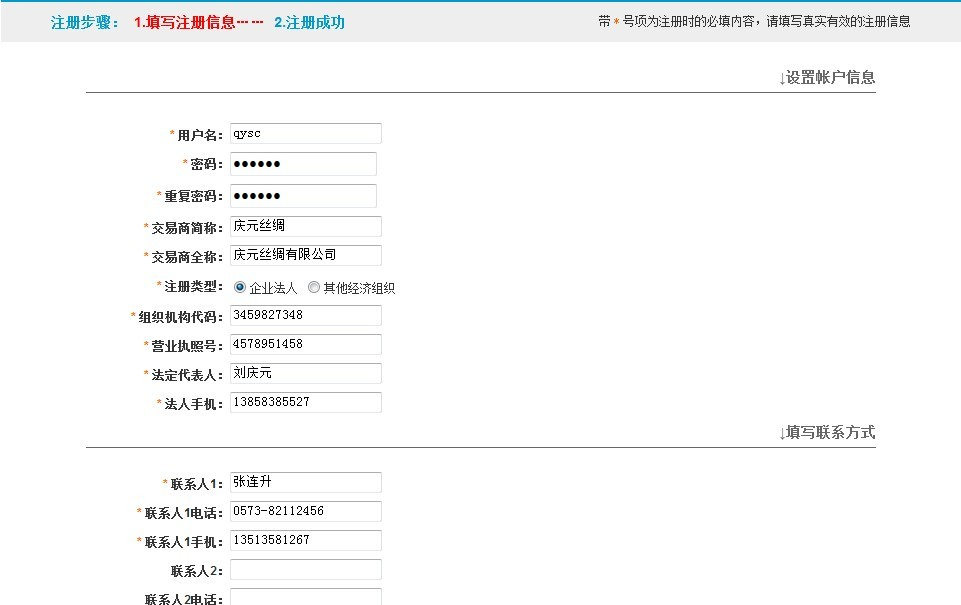 注册步骤： 1.填写注册信息…… 2.注册成功 带*号项为注册时的必填内容，请填写真实有效的注册信息
↓设置帐户信息
*用户名： qysc
*密码： ●●●●●●
*重复密码： ●●●●●●
*交易商简称： 庆元丝绸
*交易商全称： 庆元丝绸有限公司
*注册类型： 企业法人 其他经济组织
*组织机构代码： 3459827348
*营业执照号： 4578951458
*法定代表人： 刘庆元
*法人手机： 13858385527
↓填写联系方式
*联系人1： 张连升
*联系人1电话： 0573-82112456
*联系人1手机： 13513581267
联系人2：
联系人2电话：